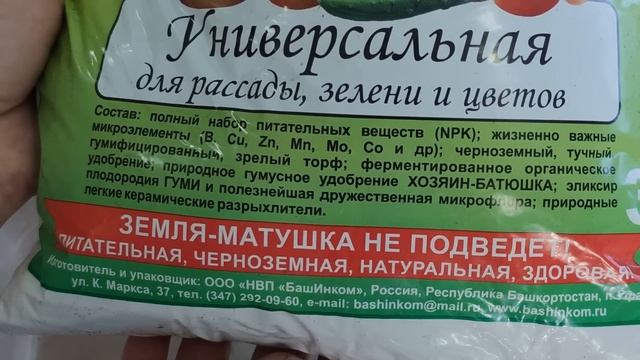 Универсальная
для рассады, зелени и цветов
Состав: полный набор питательных веществ (NPK); жизненно важные
микроэлементы (B, Cu, Zn, Mn, Mo, Co и др); черноземный, тучный
гумифицированный, зрелый торф; ферментированное органическое
удобрение; природное гумусное удобрение ХОЗЯИН-БАТЮШКА; эликсир
плодородия ГУМИ и полезнейшая дружественная микрофлора; природные
легкие керамические разрыхлители.
ЗЕМЛЯ-МАТУШКА НЕ ПОДВЕДЕТ!
ПИТАТЕЛЬНАЯ, ЧЕРНОЗЕМНАЯ, НАТУРАЛЬНАЯ, ЗДОРОВАЯ.
Изготовитель и упаковщик: ООО «НВП «БашИнком», Россия, Республика Башкортостан,
ул. К. Маркса, 37, тел. (347) 292-09-60, e-mail: bashinkom@mail.ru www.bashinkom.ru